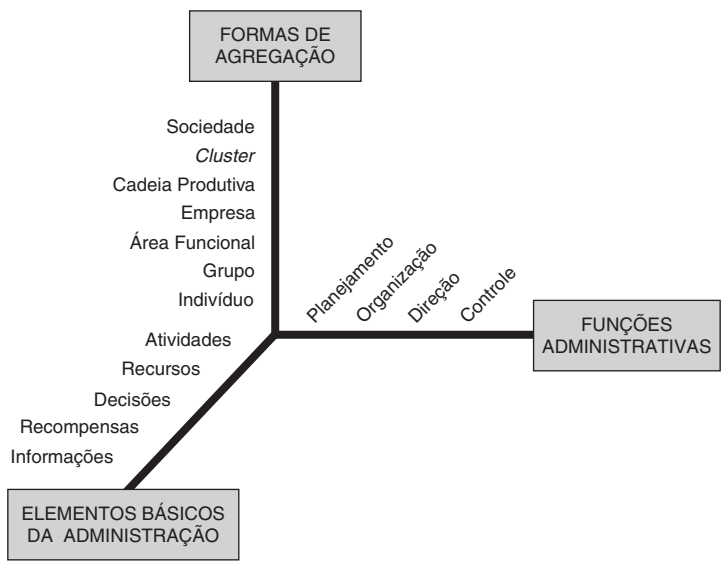 FORMAS DE
AGREGAÇÃO
Sociedade
Cluster
Cadeia Produtiva
Empresa
Área Funcional
Grupo
Indivíduo
Planejamento
Organização
Direção
Controle
FUNÇÕES
ADMINISTRATIVAS
Atividades
Recursos
Decisões
Recompensas
Informações
ELEMENTOS BÁSICOS
DA ADMINISTRAÇÃO